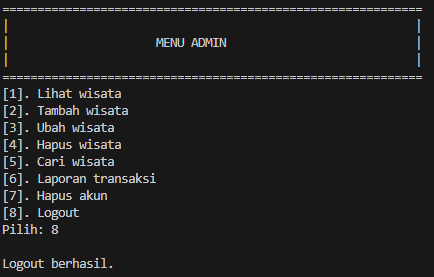 ============================================================
|                                                          |
|                     MENU ADMIN                           |
|                                                          |
============================================================
[1]. Lihat wisata
[2]. Tambah wisata
[3]. Ubah wisata
[4]. Hapus wisata
[5]. Cari wisata
[6]. Laporan transaksi
[7]. Hapus akun
[8]. Logout
Pilih: 8
Logout berhasil.